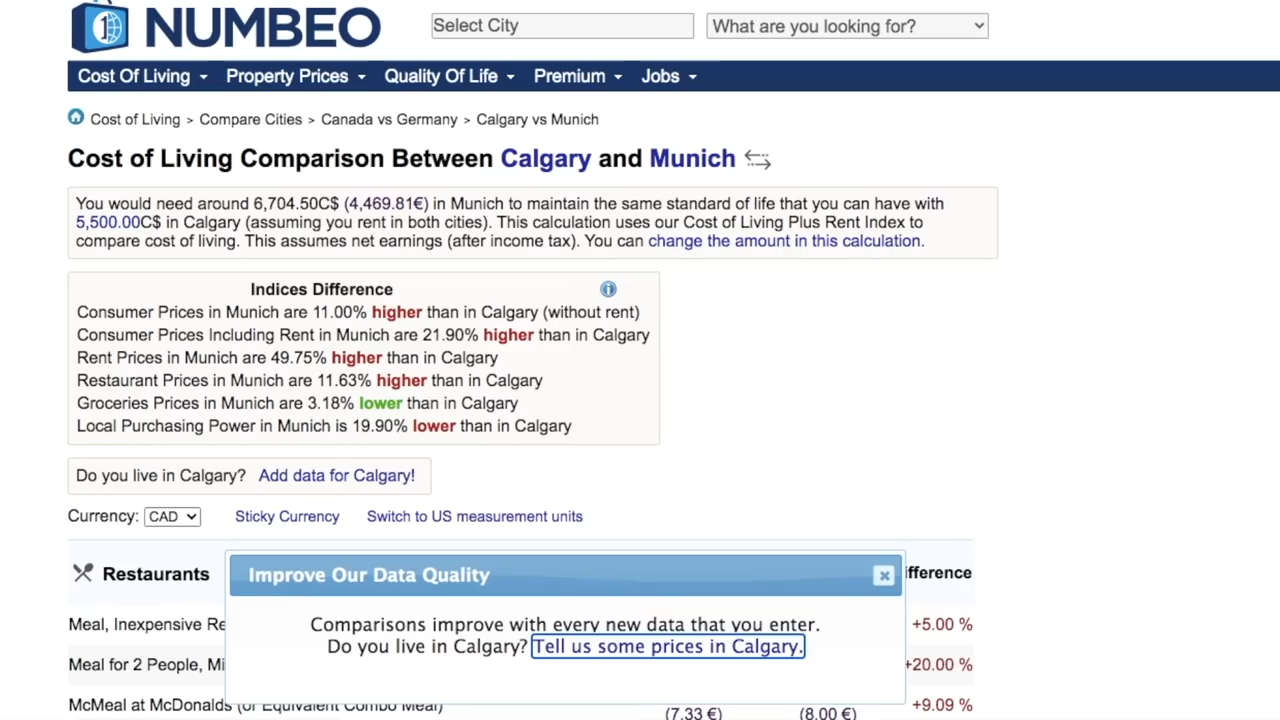 1 NUMBEO
Select City
What are you looking for?
Cost Of Living Property Prices Quality Of Life Premium Jobs
Cost of Living > Compare Cities > Canada vs Germany > Calgary vs Munich
Cost of Living Comparison Between Calgary and Munich
You would need around 6,704.50C$ (4,469.81€) in Munich to maintain the same standard of life that you can have with
5,500.00C$ in Calgary (assuming you rent in both cities). This calculation uses our Cost of Living Plus Rent Index to
compare cost of living. This assumes net earnings (after income tax). You can change the amount in this calculation.
Indices Difference i
Consumer Prices in Munich are 11.00% higher than in Calgary (without rent)
Consumer Prices Including Rent in Munich are 21.90% higher than in Calgary
Rent Prices in Munich are 49.75% higher than in Calgary
Restaurant Prices in Munich are 11.63% higher than in Calgary
Groceries Prices in Munich are 3.18% lower than in Calgary
Local Purchasing Power in Munich is 19.90% lower than in Calgary
Do you live in Calgary? Add data for Calgary!
Currency: CAD Sticky Currency Switch to US measurement units
Restaurants
ifference
Improve Our Data Quality
Comparisons improve with every new data that you enter.
Do you live in Calgary? Tell us some prices in Calgary.
Meal, Inexpensive Re
+5.00 %
Meal for 2 People, Mi
+20.00 %
McMeal at McDonalds (or Equivalent Combo Meal)
(7.33 €) (8.00 €) +9.09 %